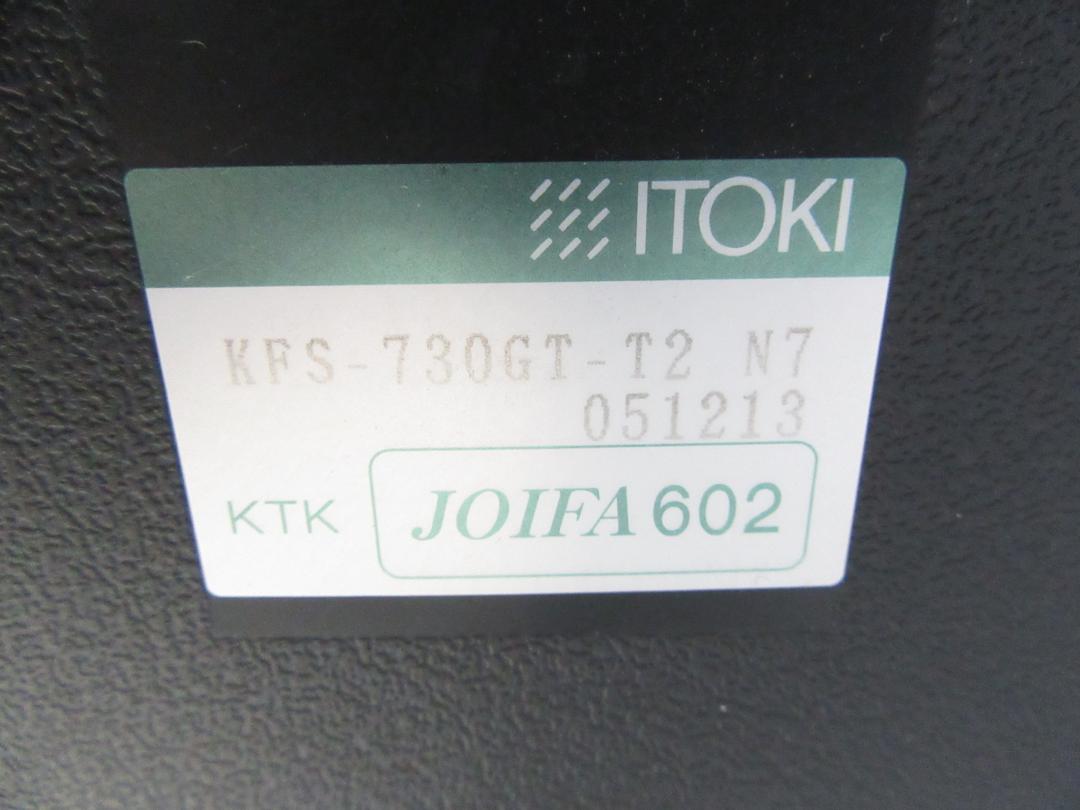 ITOKI
KFS-730GT-T2 N7
051213
KTK JOIFA 602